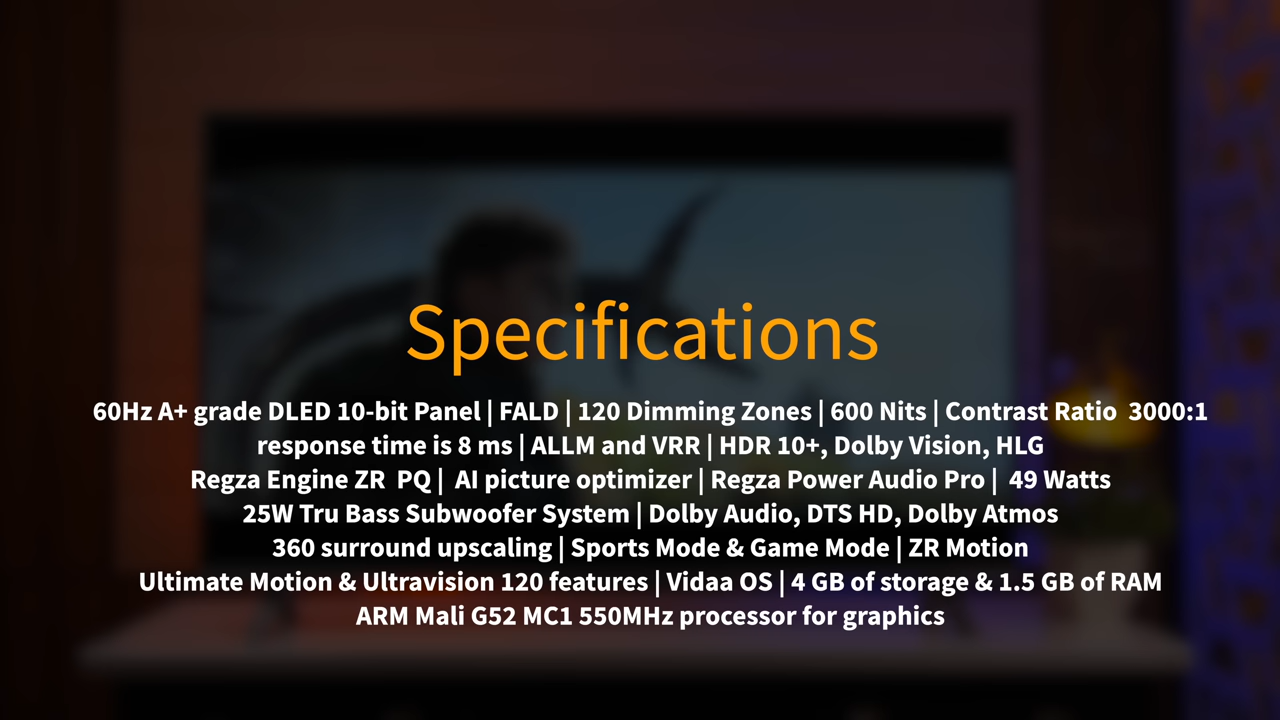 Specifications
60Hz A+ grade DLED 10-bit Panel | FALD | 120 Dimming Zones | 600 Nits | Contrast Ratio  3000:1
response time is 8 ms | ALLM and VRR | HDR 10+, Dolby Vision, HLG
Regza Engine ZR  PQ |  AI picture optimizer | Regza Power Audio Pro |  49 Watts
25W Tru Bass Subwoofer System | Dolby Audio, DTS HD, Dolby Atmos
360 surround upscaling | Sports Mode & Game Mode | ZR Motion
Ultimate Motion & Ultravision 120 features | Vidaa OS | 4 GB of storage & 1.5 GB of RAM
ARM Mali G52 MC1 550MHz processor for graphics